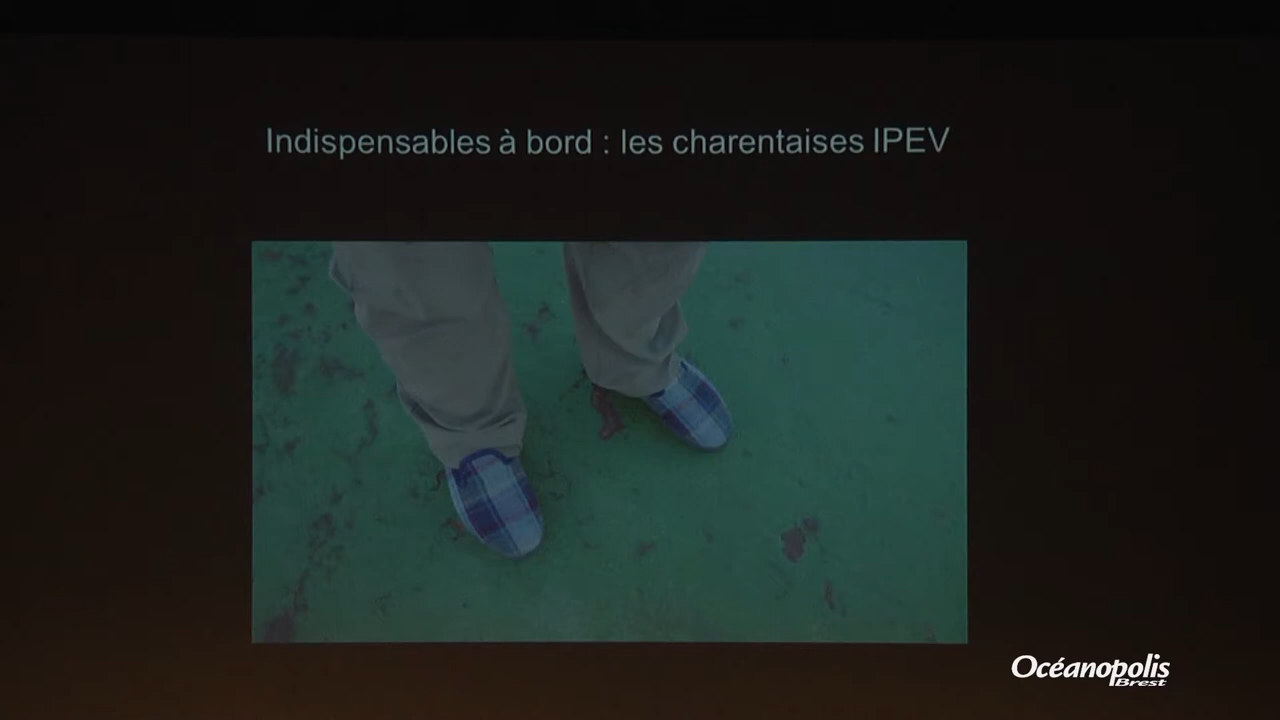 Indispensables à bord : les charentaises IPEV
Océanopolis
Brest